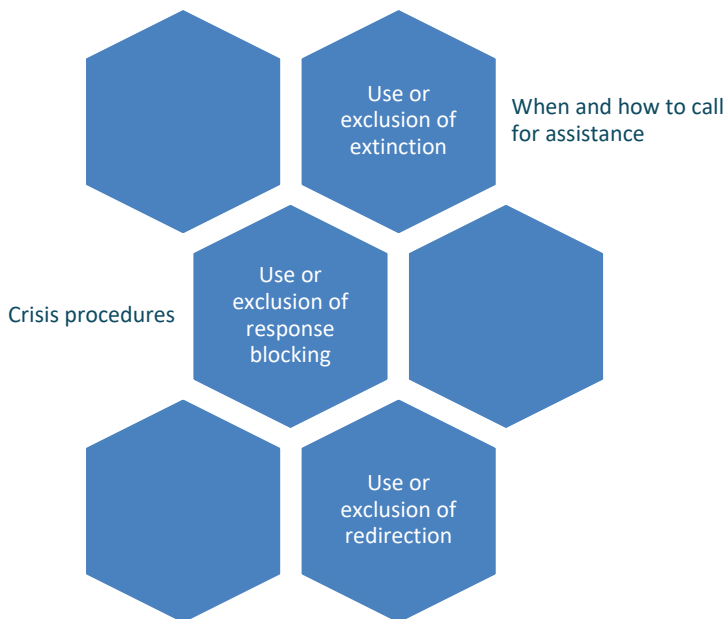 Use or
exclusion of
extinction
When and how to call
for assistance
Crisis procedures
Use or
exclusion of
response
blocking
Use or
exclusion of
redirection